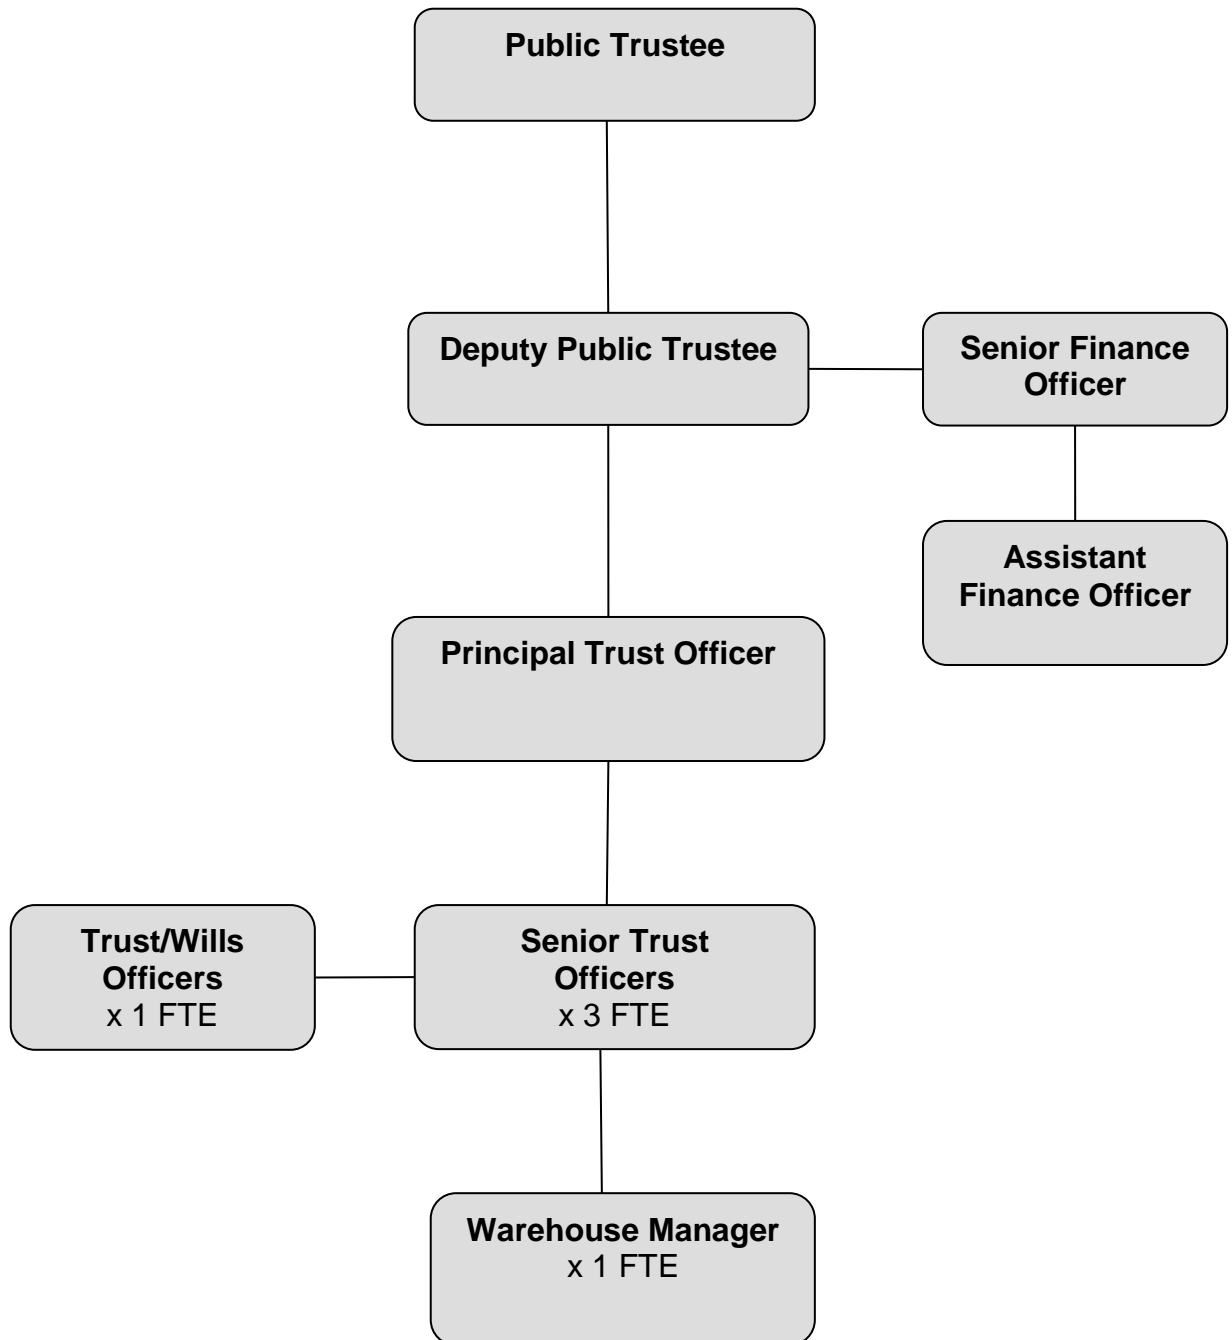 Public Trustee
Deputy Public Trustee
Senior Finance
Officer
Assistant
Finance Officer
Principal Trust Officer
Trust/Wills
Officers
x 1 FTE
Senior Trust
Officers
x 3 FTE
Warehouse Manager
x 1 FTE